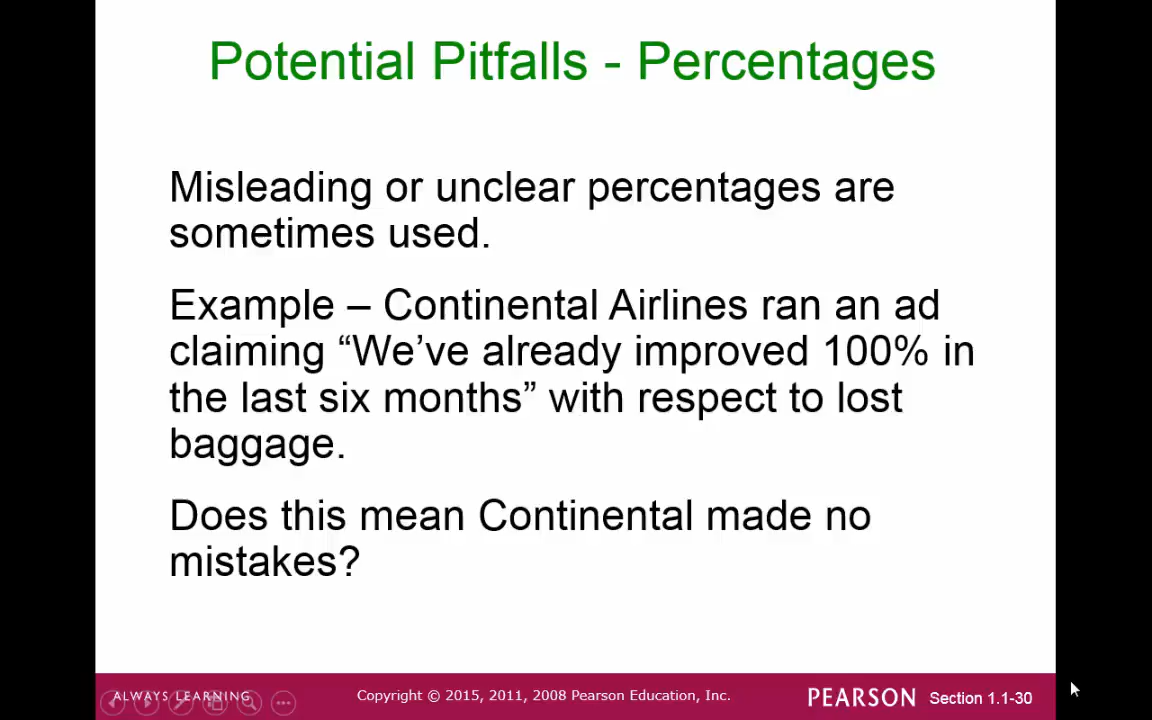 Potential Pitfalls - Percentages
Misleading or unclear percentages are
sometimes used.
Example – Continental Airlines ran an ad
claiming “We’ve already improved 100% in
the last six months” with respect to lost
baggage.
Does this mean Continental made no
mistakes?
ALWAYS LEARNING
Copyright © 2015, 2011, 2008 Pearson Education, Inc.
PEARSON
Section 1.1-30